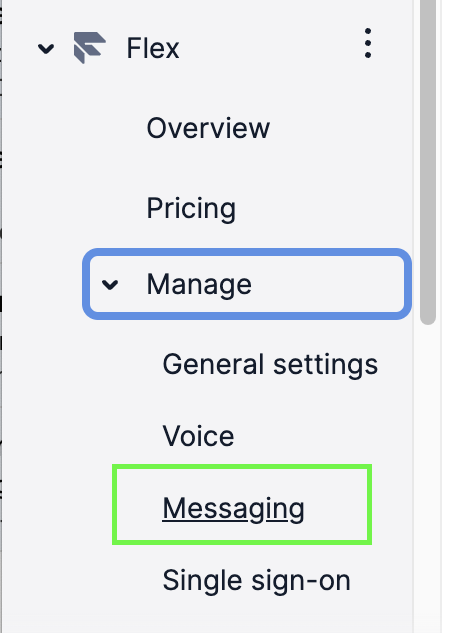 Flex
Overview
Pricing
Manage
General settings
Voice
Messaging
Single sign-on